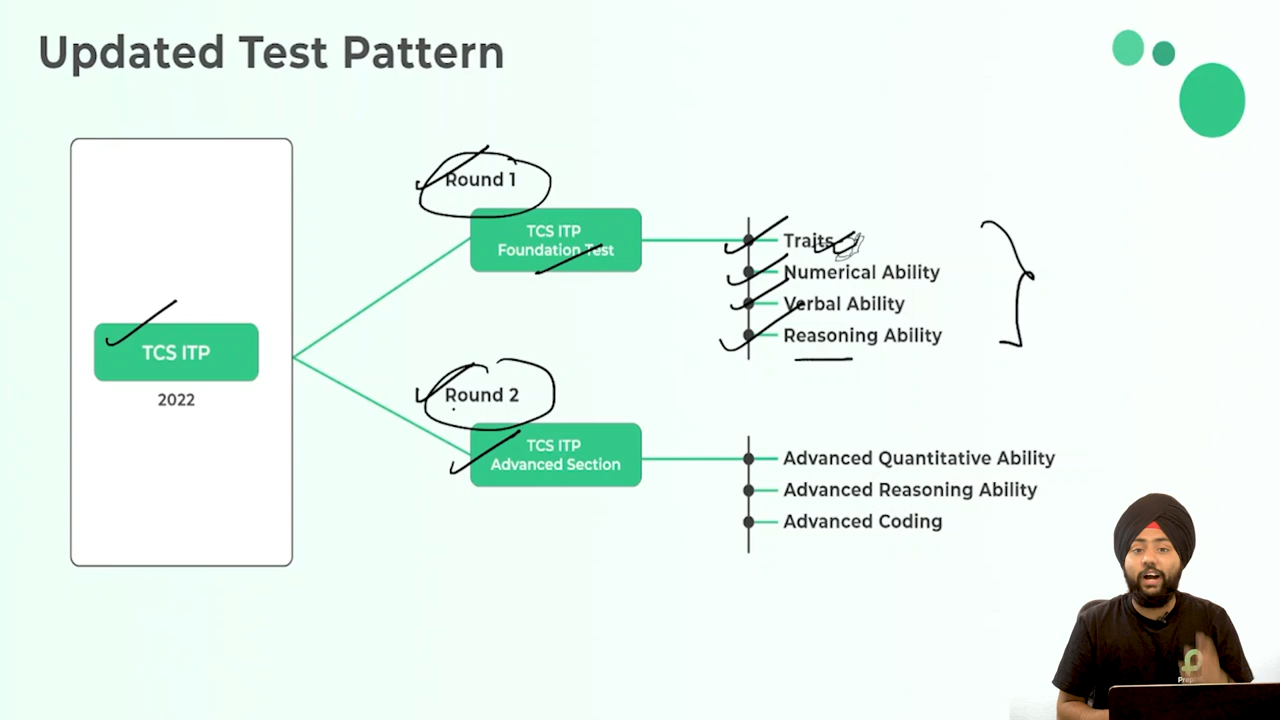 Updated Test Pattern
TCS ITP
2022
Round 1
TCS ITP
Foundation Test
Traits
Numerical Ability
Verbal Ability
Reasoning Ability
Round 2
TCS ITP
Advanced Section
Advanced Quantitative Ability
Advanced Reasoning Ability
Advanced Coding